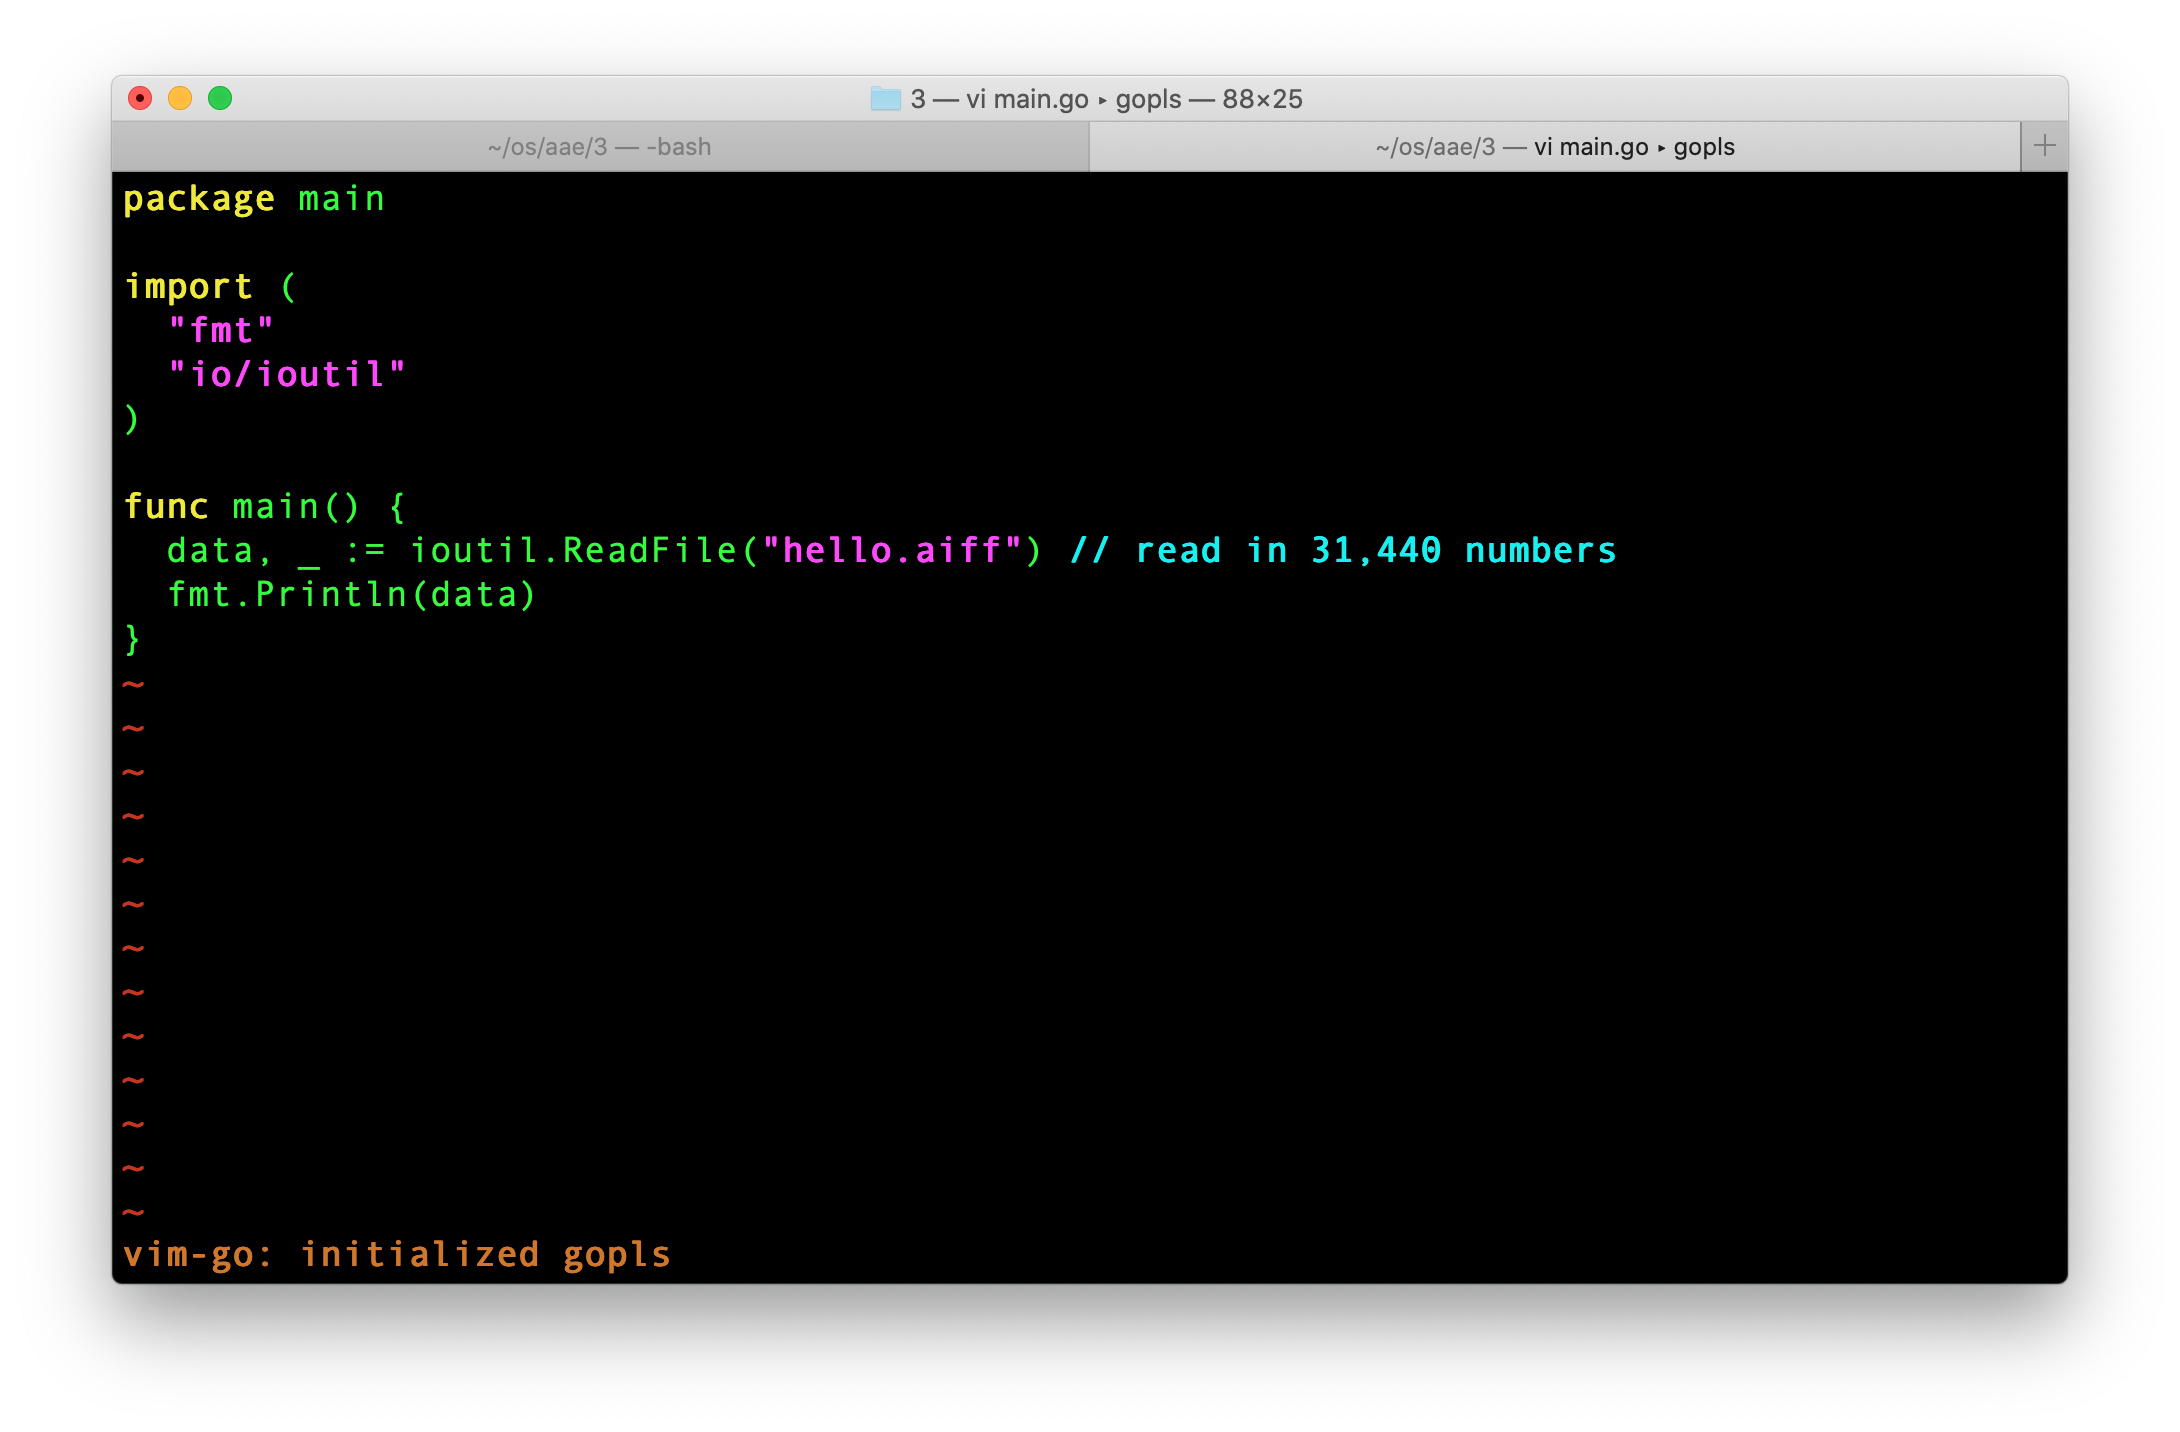 3 — vi main.go ▸ gopls — 88×25
~/os/aae/3 — -bash
~/os/aae/3 — vi main.go ▸ gopls
package main
import (
"fmt"
"io/ioutil"
)
func main() {
data, _ := ioutil.ReadFile("hello.aiff") // read in 31,440 numbers
fmt.Println(data)
}
~
~
~
~
~
~
~
~
~
~
~
~
~
vim-go: initialized gopls